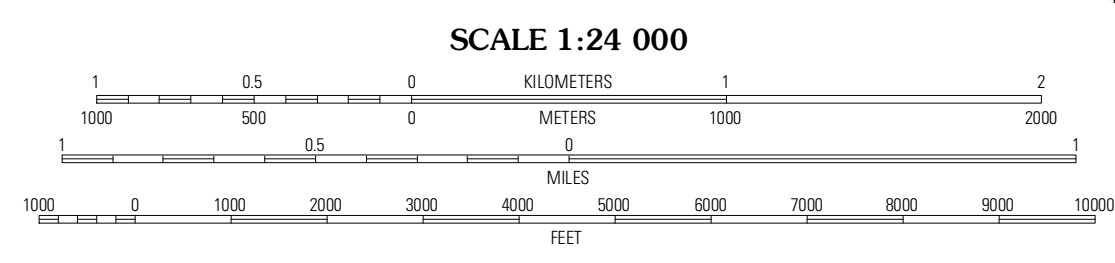 SCALE 1:24 000
1 0.5 0 KILOMETERS 1 2
1000 500 0 METERS 1000 2000
1 0.5 0 1
MILES
1000 0 1000 2000 3000 4000 5000 6000 7000 8000 9000 10000
FEET